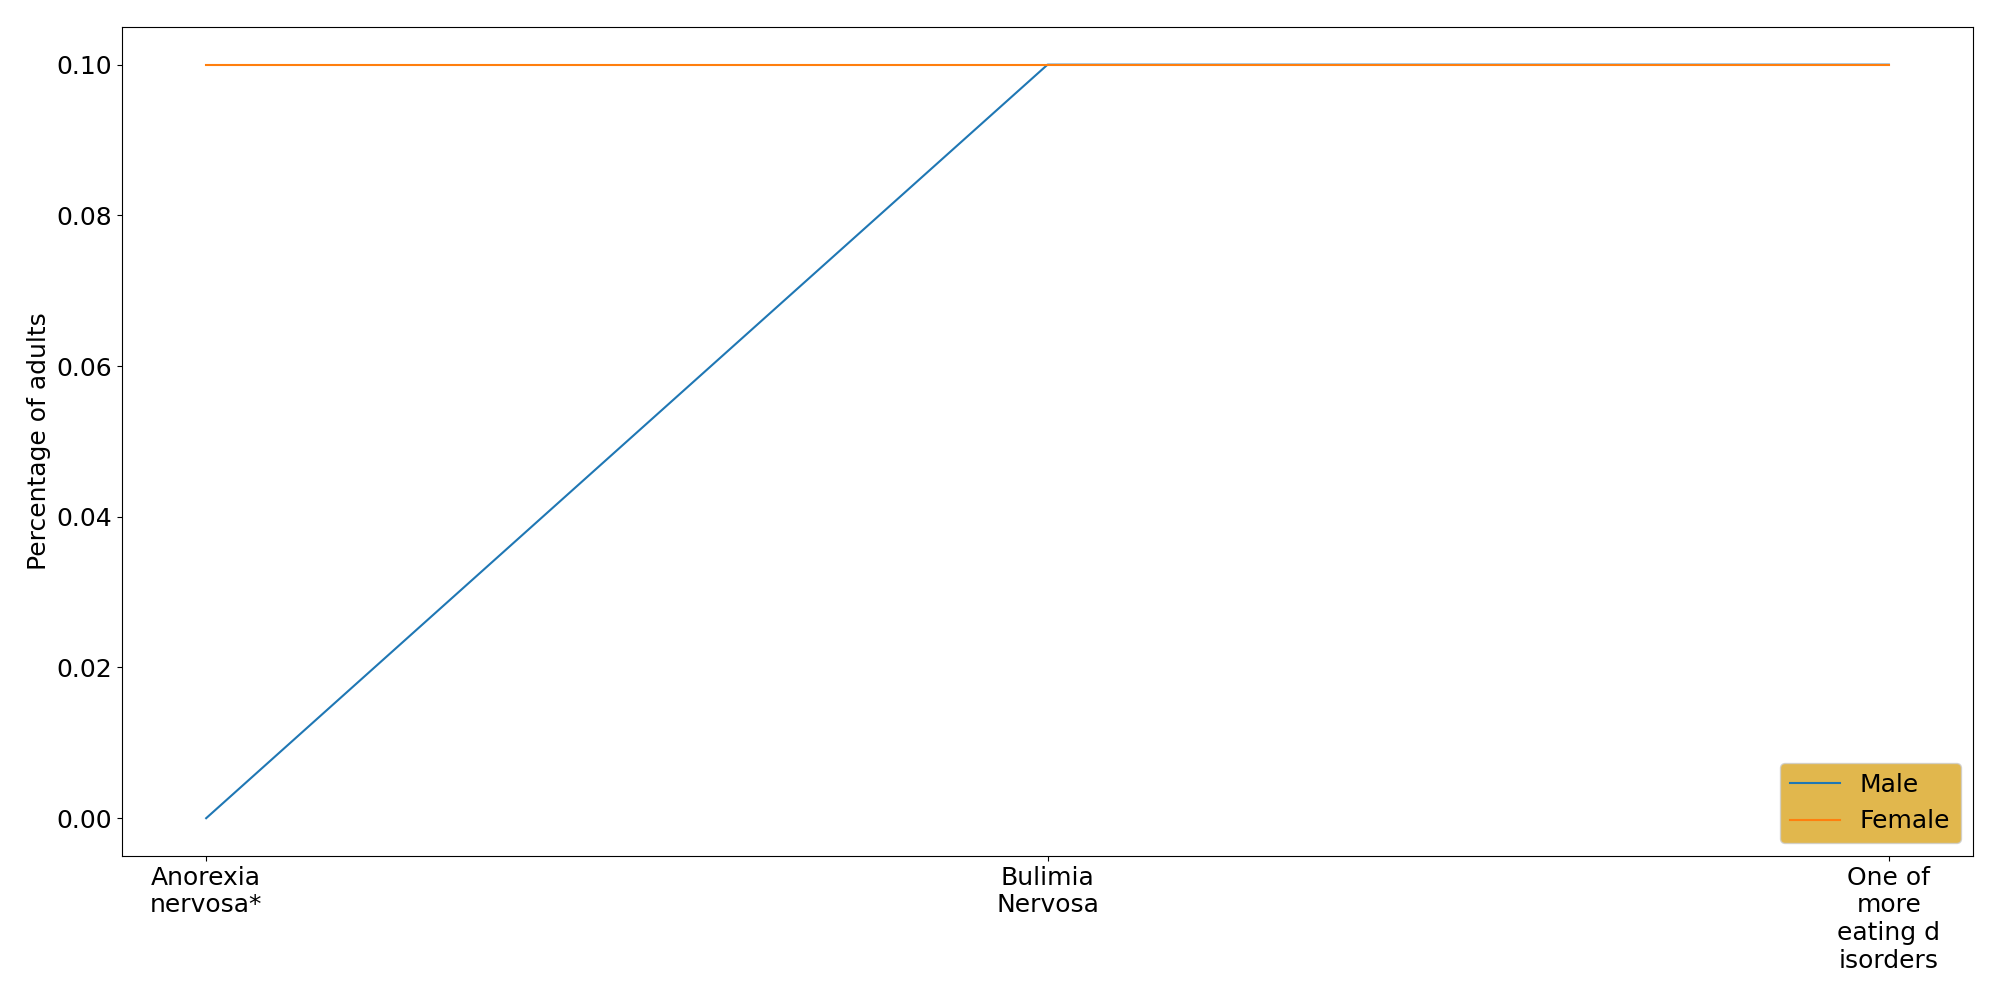 Percentage of adults
0.10
0.08
0.06
0.04
0.02
0.00
Anorexia
nervosa*
Bulimia
Nervosa
One of
more
eating d
isorders
Male
Female